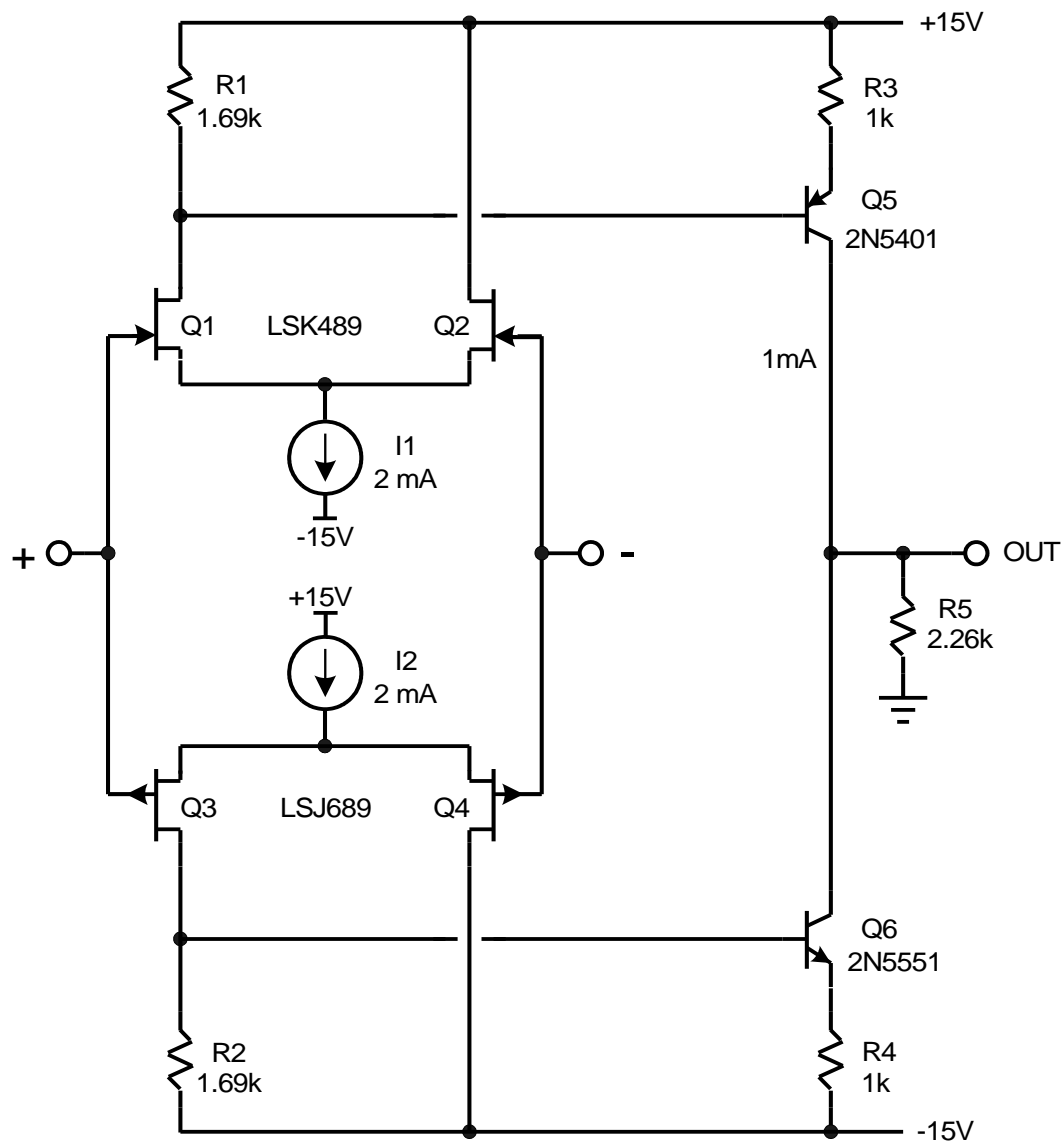 +15V
R1
1.69k
R3
1k
Q5
2N5401
Q1
LSK489
Q2
1mA
I1
2 mA
-15V
+
-
OUT
+15V
R5
2.26k
I2
2 mA
Q3
LSJ689
Q4
Q6
2N5551
R2
1.69k
R4
1k
-15V